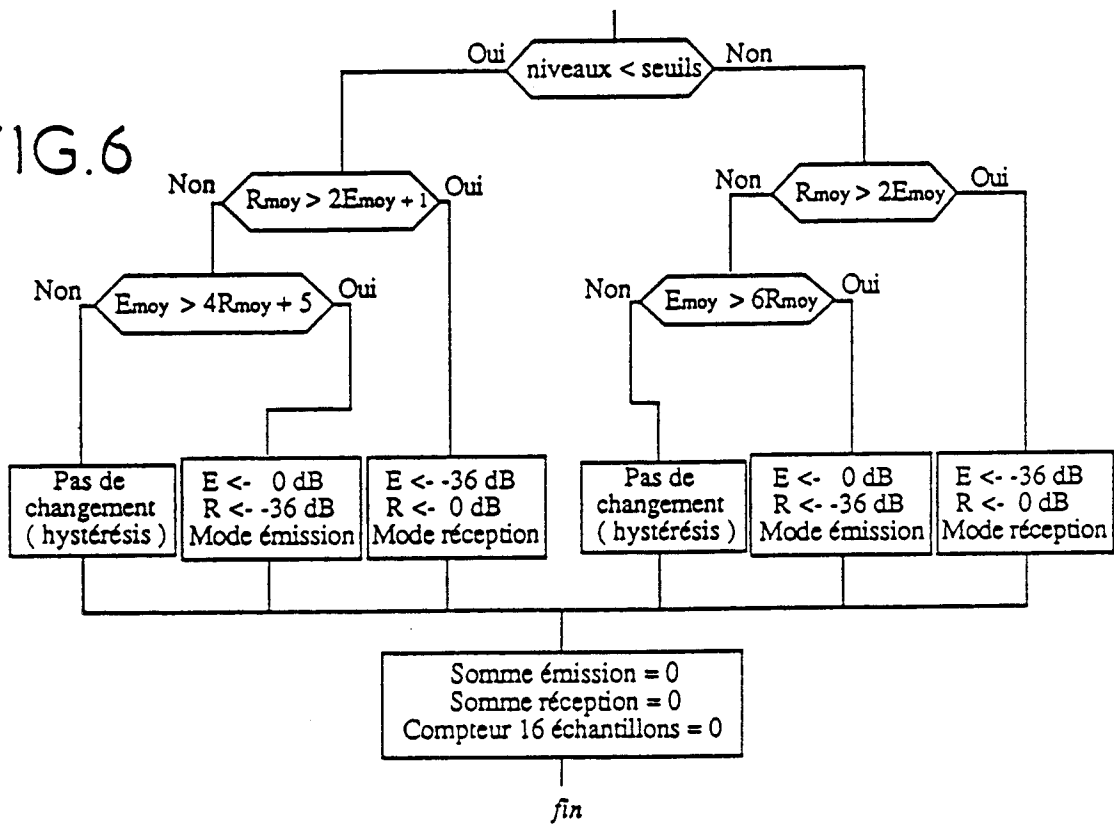 Oui
niveaux < seuils
Non
FIG.6
Non
Rmoy > 2Emoy + 1
Oui
Non
Rmoy > 2Emoy
Oui
Non
Emoy > 4Rmoy + 5
Oui
Non
Emoy > 6Rmoy
Oui
Pas de
changement
( hystérésis )
E <- 0 dB
R <- -36 dB
Mode émission
E <- -36 dB
R <- 0 dB
Mode réception
Pas de
changement
( hystérésis )
E <- 0 dB
R <- -36 dB
Mode émission
E <- -36 dB
R <- 0 dB
Mode réception
Somme émission = 0
Somme réception = 0
Compteur 16 échantillons = 0
fin